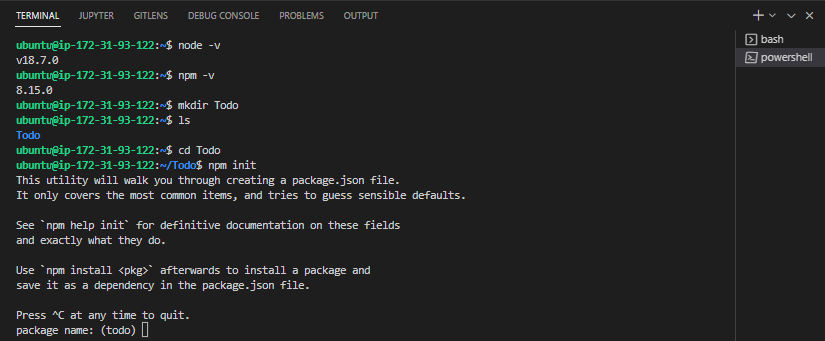 TERMINAL JUPYTER GITLENS DEBUG CONSOLE PROBLEMS OUTPUT
bash
powershell
ubuntu@ip-172-31-93-122:~$ node -v
v18.7.0
ubuntu@ip-172-31-93-122:~$ npm -v
8.15.0
ubuntu@ip-172-31-93-122:~$ mkdir Todo
ubuntu@ip-172-31-93-122:~$ ls
Todo
ubuntu@ip-172-31-93-122:~$ cd Todo
ubuntu@ip-172-31-93-122:~/Todo$ npm init
This utility will walk you through creating a package.json file.
It only covers the most common items, and tries to guess sensible defaults.

See `npm help init` for definitive documentation on these fields
and exactly what they do.

Use `npm install <pkg>` afterwards to install a package and
save it as a dependency in the package.json file.

Press ^C at any time to quit.
package name: (todo)